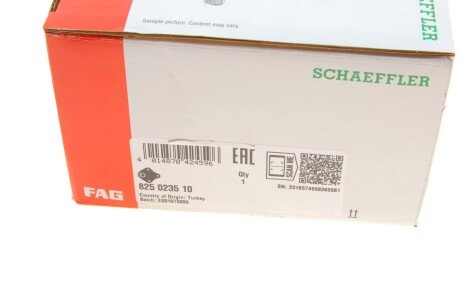 Sample picture. Content may vary.
SCHAEFFLER
4 014870 424596
EAC
SCAN ME
Qty
1
825 0235 10
Country of Origin: Turkey
FAG